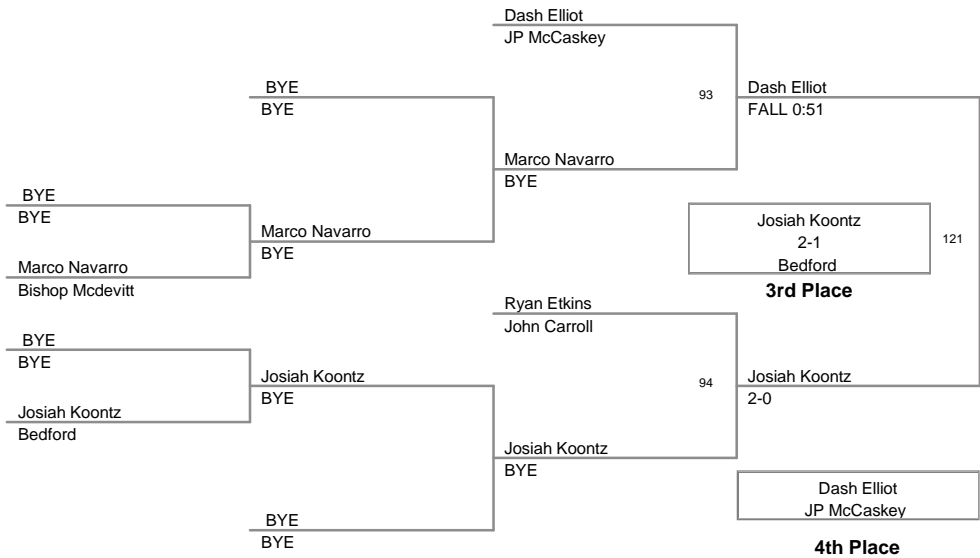 Dash Elliot
JP McCaskey
BYE
BYE
93
Dash Elliot
FALL 0:51
Marco Navarro
BYE
BYE
BYE
Marco Navarro
BYE
Josiah Koontz
2-1
Bedford
121
3rd Place
Marco Navarro
Bishop Mcdevitt
Ryan Etkins
John Carroll
BYE
BYE
Josiah Koontz
BYE
94
Josiah Koontz
2-0
Josiah Koontz
Bedford
Josiah Koontz
BYE
Dash Elliot
JP McCaskey
BYE
BYE
4th Place